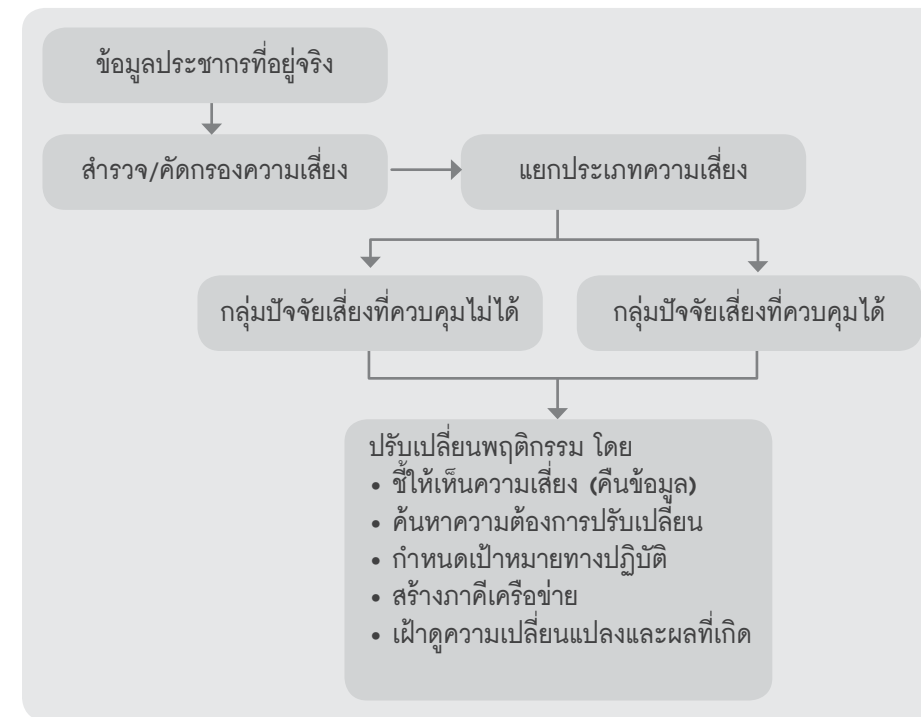 ข้อมูลประชากรที่อยู่จริง
สำรวจ/คัดกรองความเสี่ยง
แยกประเภทความเสี่ยง
กลุ่มปัจจัยเสี่ยงที่ควบคุมไม่ได้
กลุ่มปัจจัยเสี่ยงที่ควบคุมได้
ปรับเปลี่ยนพฤติกรรม โดย
• ชี้ให้เห็นความเสี่ยง (คืนข้อมูล)
• ค้นหาความต้องการปรับเปลี่ยน
• กำหนดเป้าหมายทางปฏิบัติ
• สร้างภาคีเครือข่าย
• เฝ้าดูความเปลี่ยนแปลงและผลที่เกิด